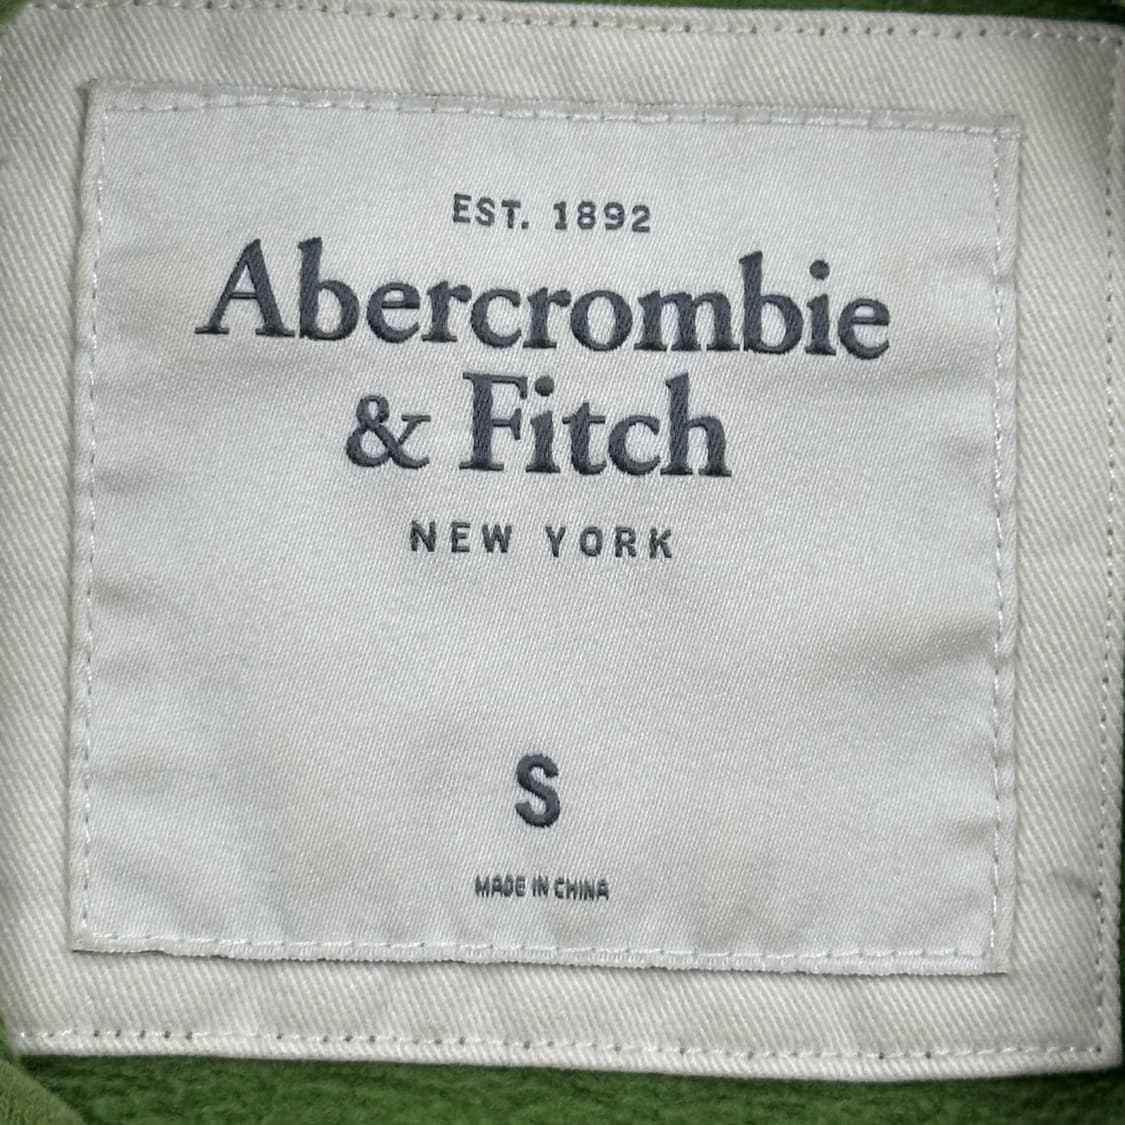 EST. 1892
Abercrombie
& Fitch
NEW YORK
S
MADE IN CHINA